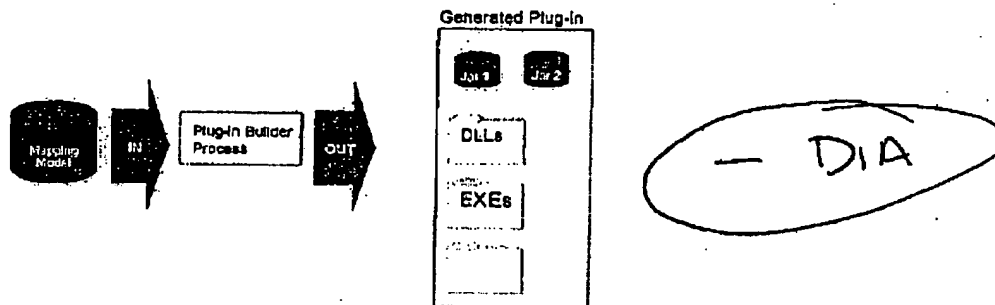 Generated Plug-In
Jar 1
Jar 2
Mapping
Model
IN
Plug-In Builder
Process
OUT
DLLs
EXEs
— DIA